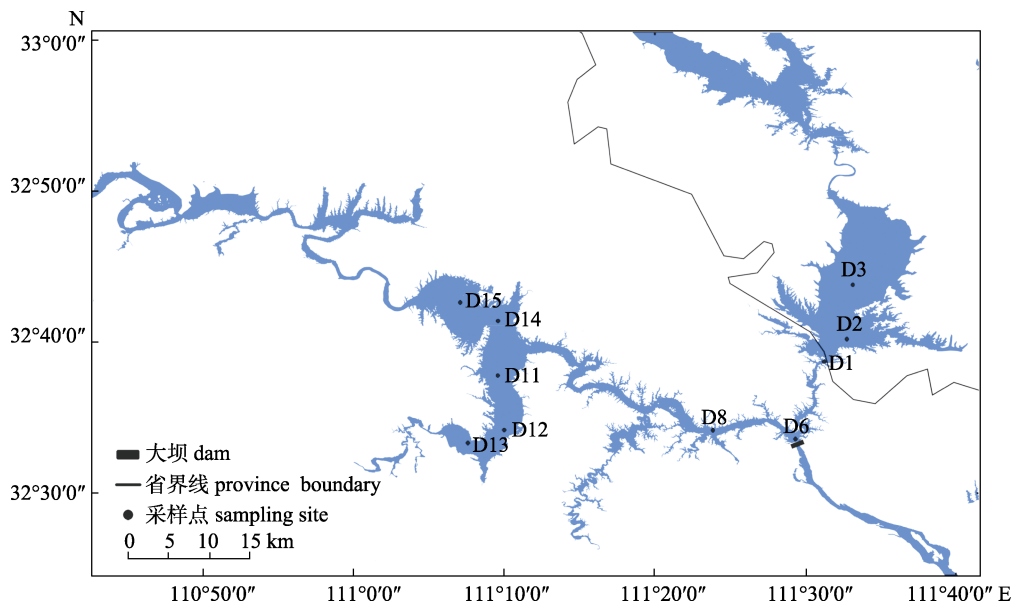 N
33°0′0″
32°50′0″
32°40′0″
32°30′0″
D3
D2
D1
D15
D14
D11
D12
D13
D8
D6
大坝 dam
省界线 province boundary
采样点 sampling site
0 5 10 15 km
110°50′0″ 111°0′0″ 111°10′0″ 111°20′0″ 111°30′0″ 111°40′0″ E